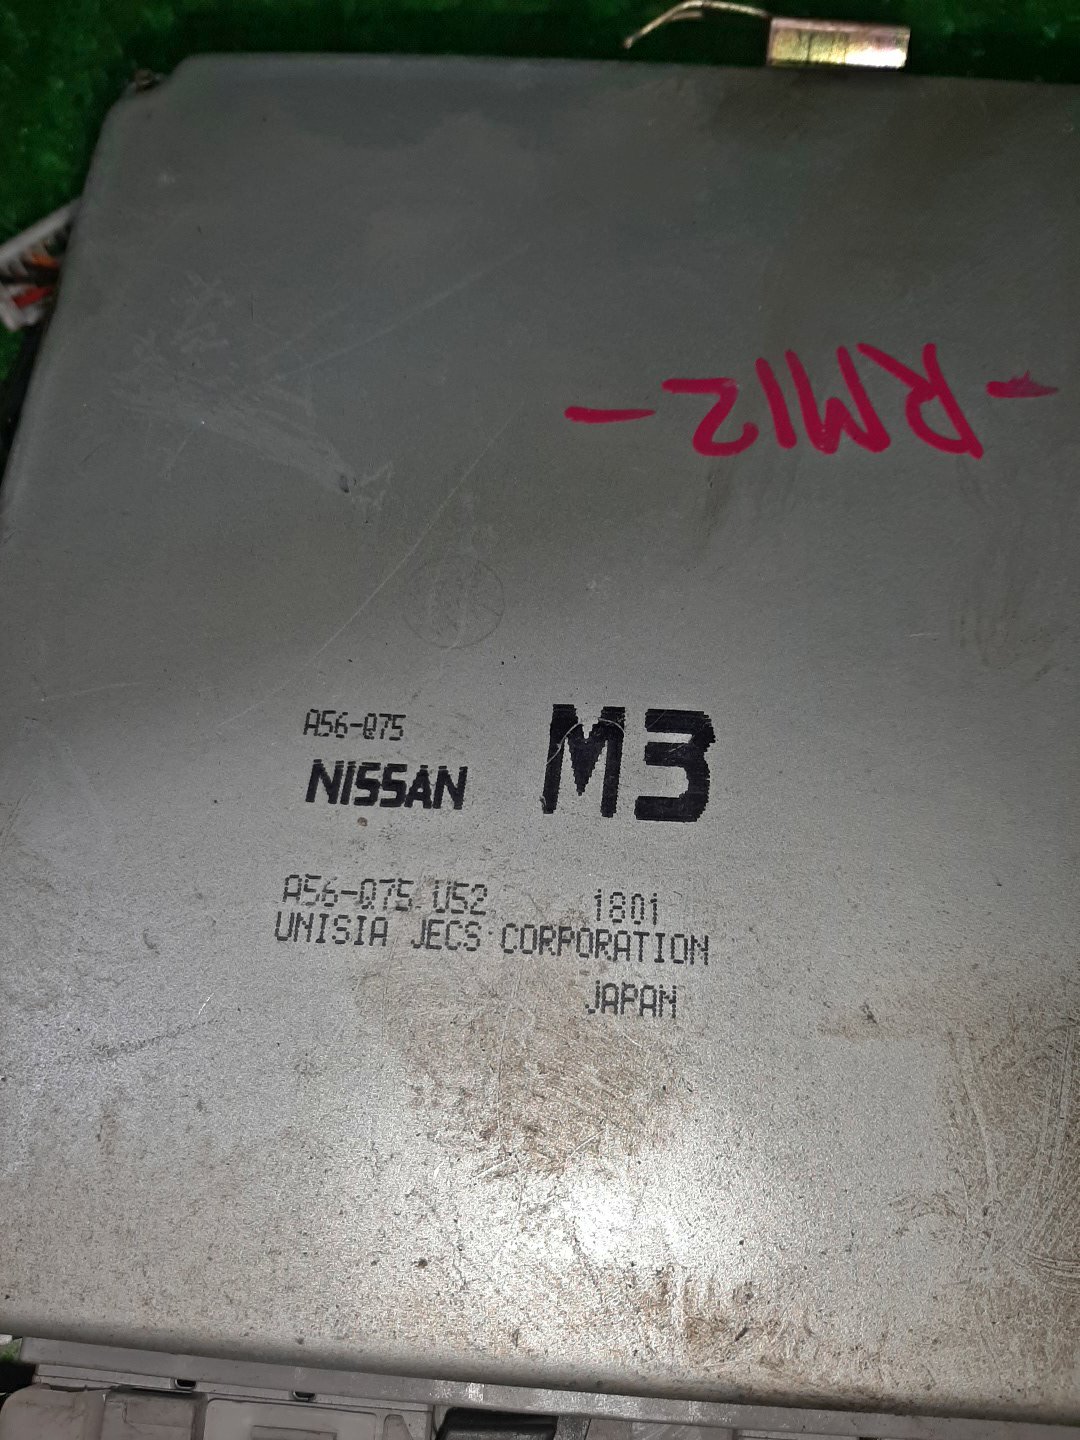 -RM12-
A56-Q75
NISSAN M3
A56-Q75 U52 1801
UNISIA JECS CORPORATION
JAPAN